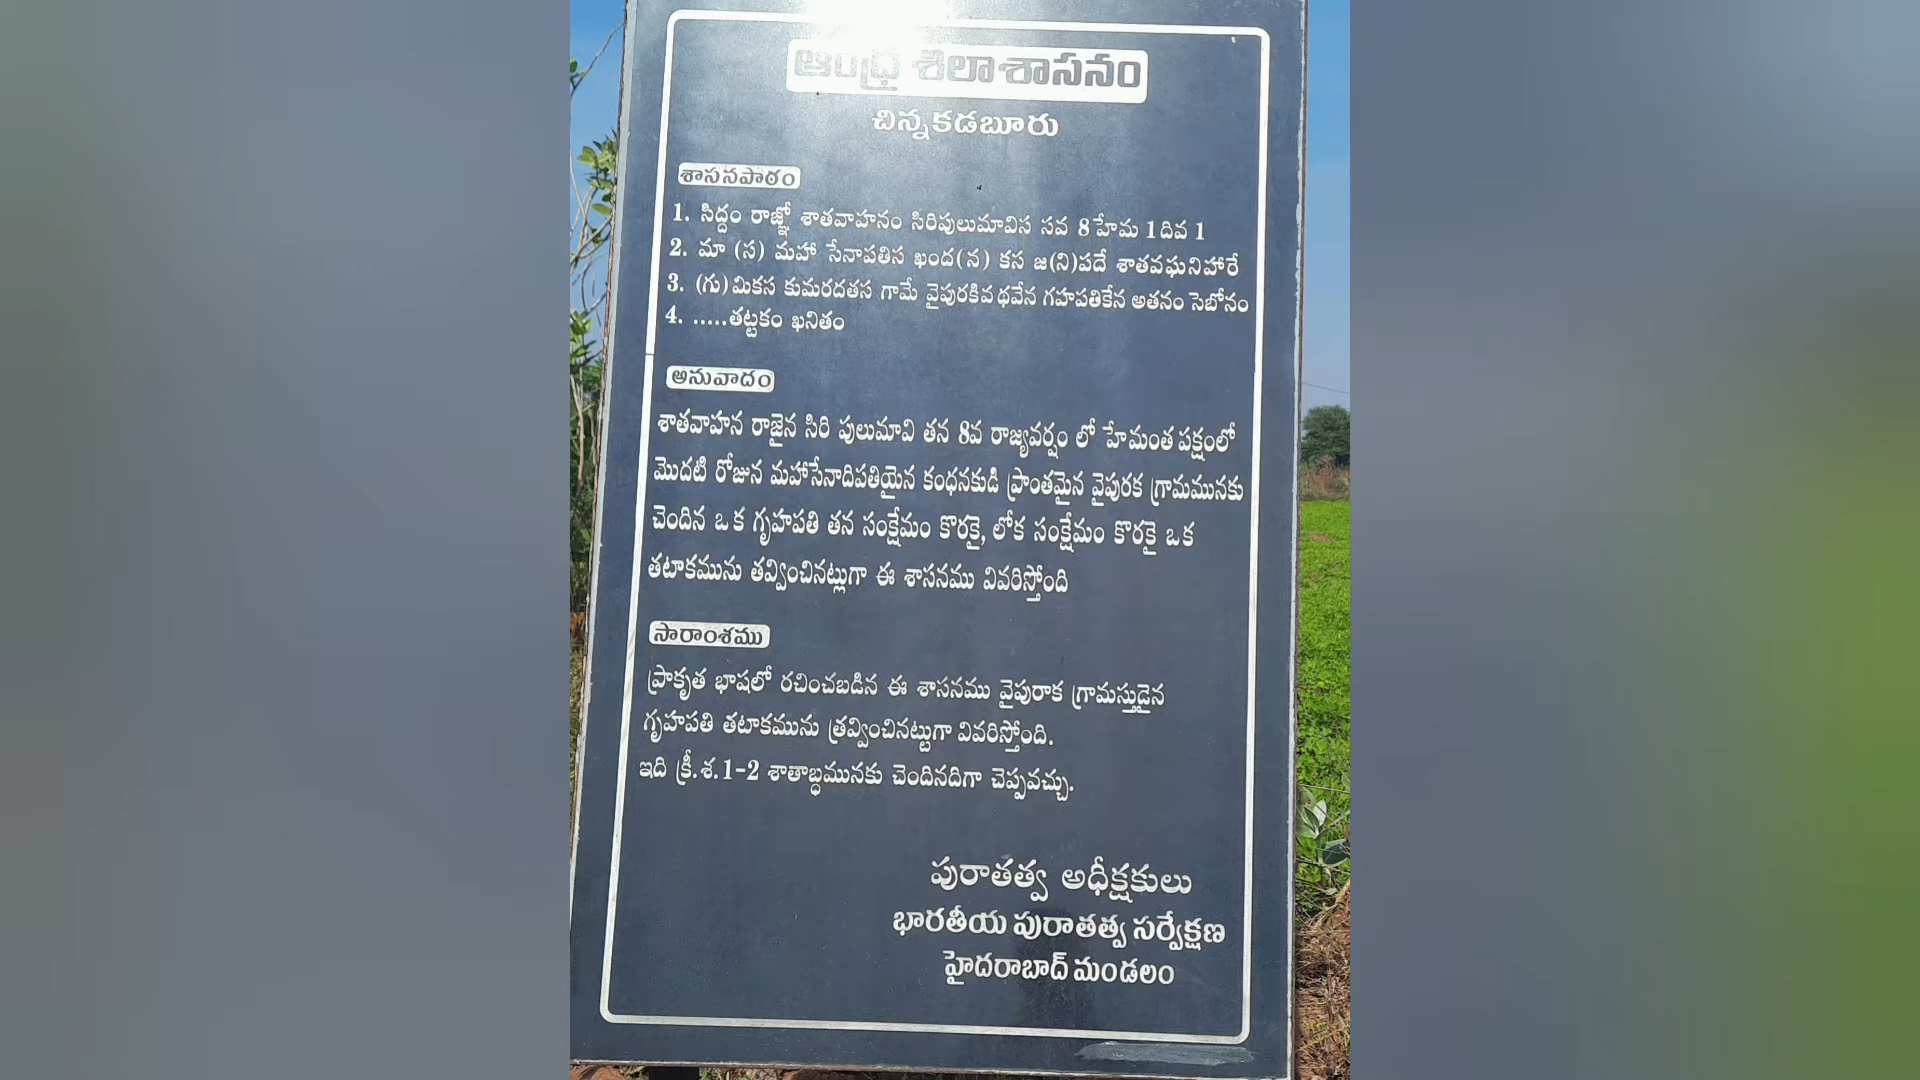 ఆంధ్ర శిలాశాసనం
చిన్నకడబూరు
శాసనపాఠం
1. సిద్దం రాజ్ఞో శాతవాహనం సిరిపులుమావిస సవ 8 హేమ 1 దివ 1
2. మా (స) మహా సేనాపతిస ఖంద(న) కస జ(ని)పదే శాతవఘనిహారే
3. (గు)మికస కుమరదతస గామే వైపురకివథవేన గహపతికేన అతనం సెబోనం
4. .....తట్టకం ఖనితం
అనువాదం
శాతవాహన రాజైన సిరి పులుమావి తన 8వ రాజ్యవర్షం లో హేమంత పక్షంలో
మొదటి రోజున మహాసేనాదిపతియైన కంధనకుడి ప్రాంతమైన వైపురక గ్రామమునకు
చెందిన ఒక గృహపతి తన సంక్షేమం కొరకై, లోక సంక్షేమం కొరకై ఒక
తటాకమును తవ్వించినట్లుగా ఈ శాసనము వివరిస్తోంది
సారాంశము
ప్రాకృత భాషలో రచించబడిన ఈ శాసనము వైపురాక గ్రామస్తుడైన
గృహపతి తటాకమును త్రవ్వించినట్టుగా వివరిస్తోంది.
ఇది క్రీ.శ.1-2 శాతాబ్ధమునకు చెందినదిగా చెప్పవచ్చు.
పురాతత్వ అధీక్షకులు
భారతీయ పురాతత్వ సర్వేక్షణ
హైదరాబాద్ మండలం